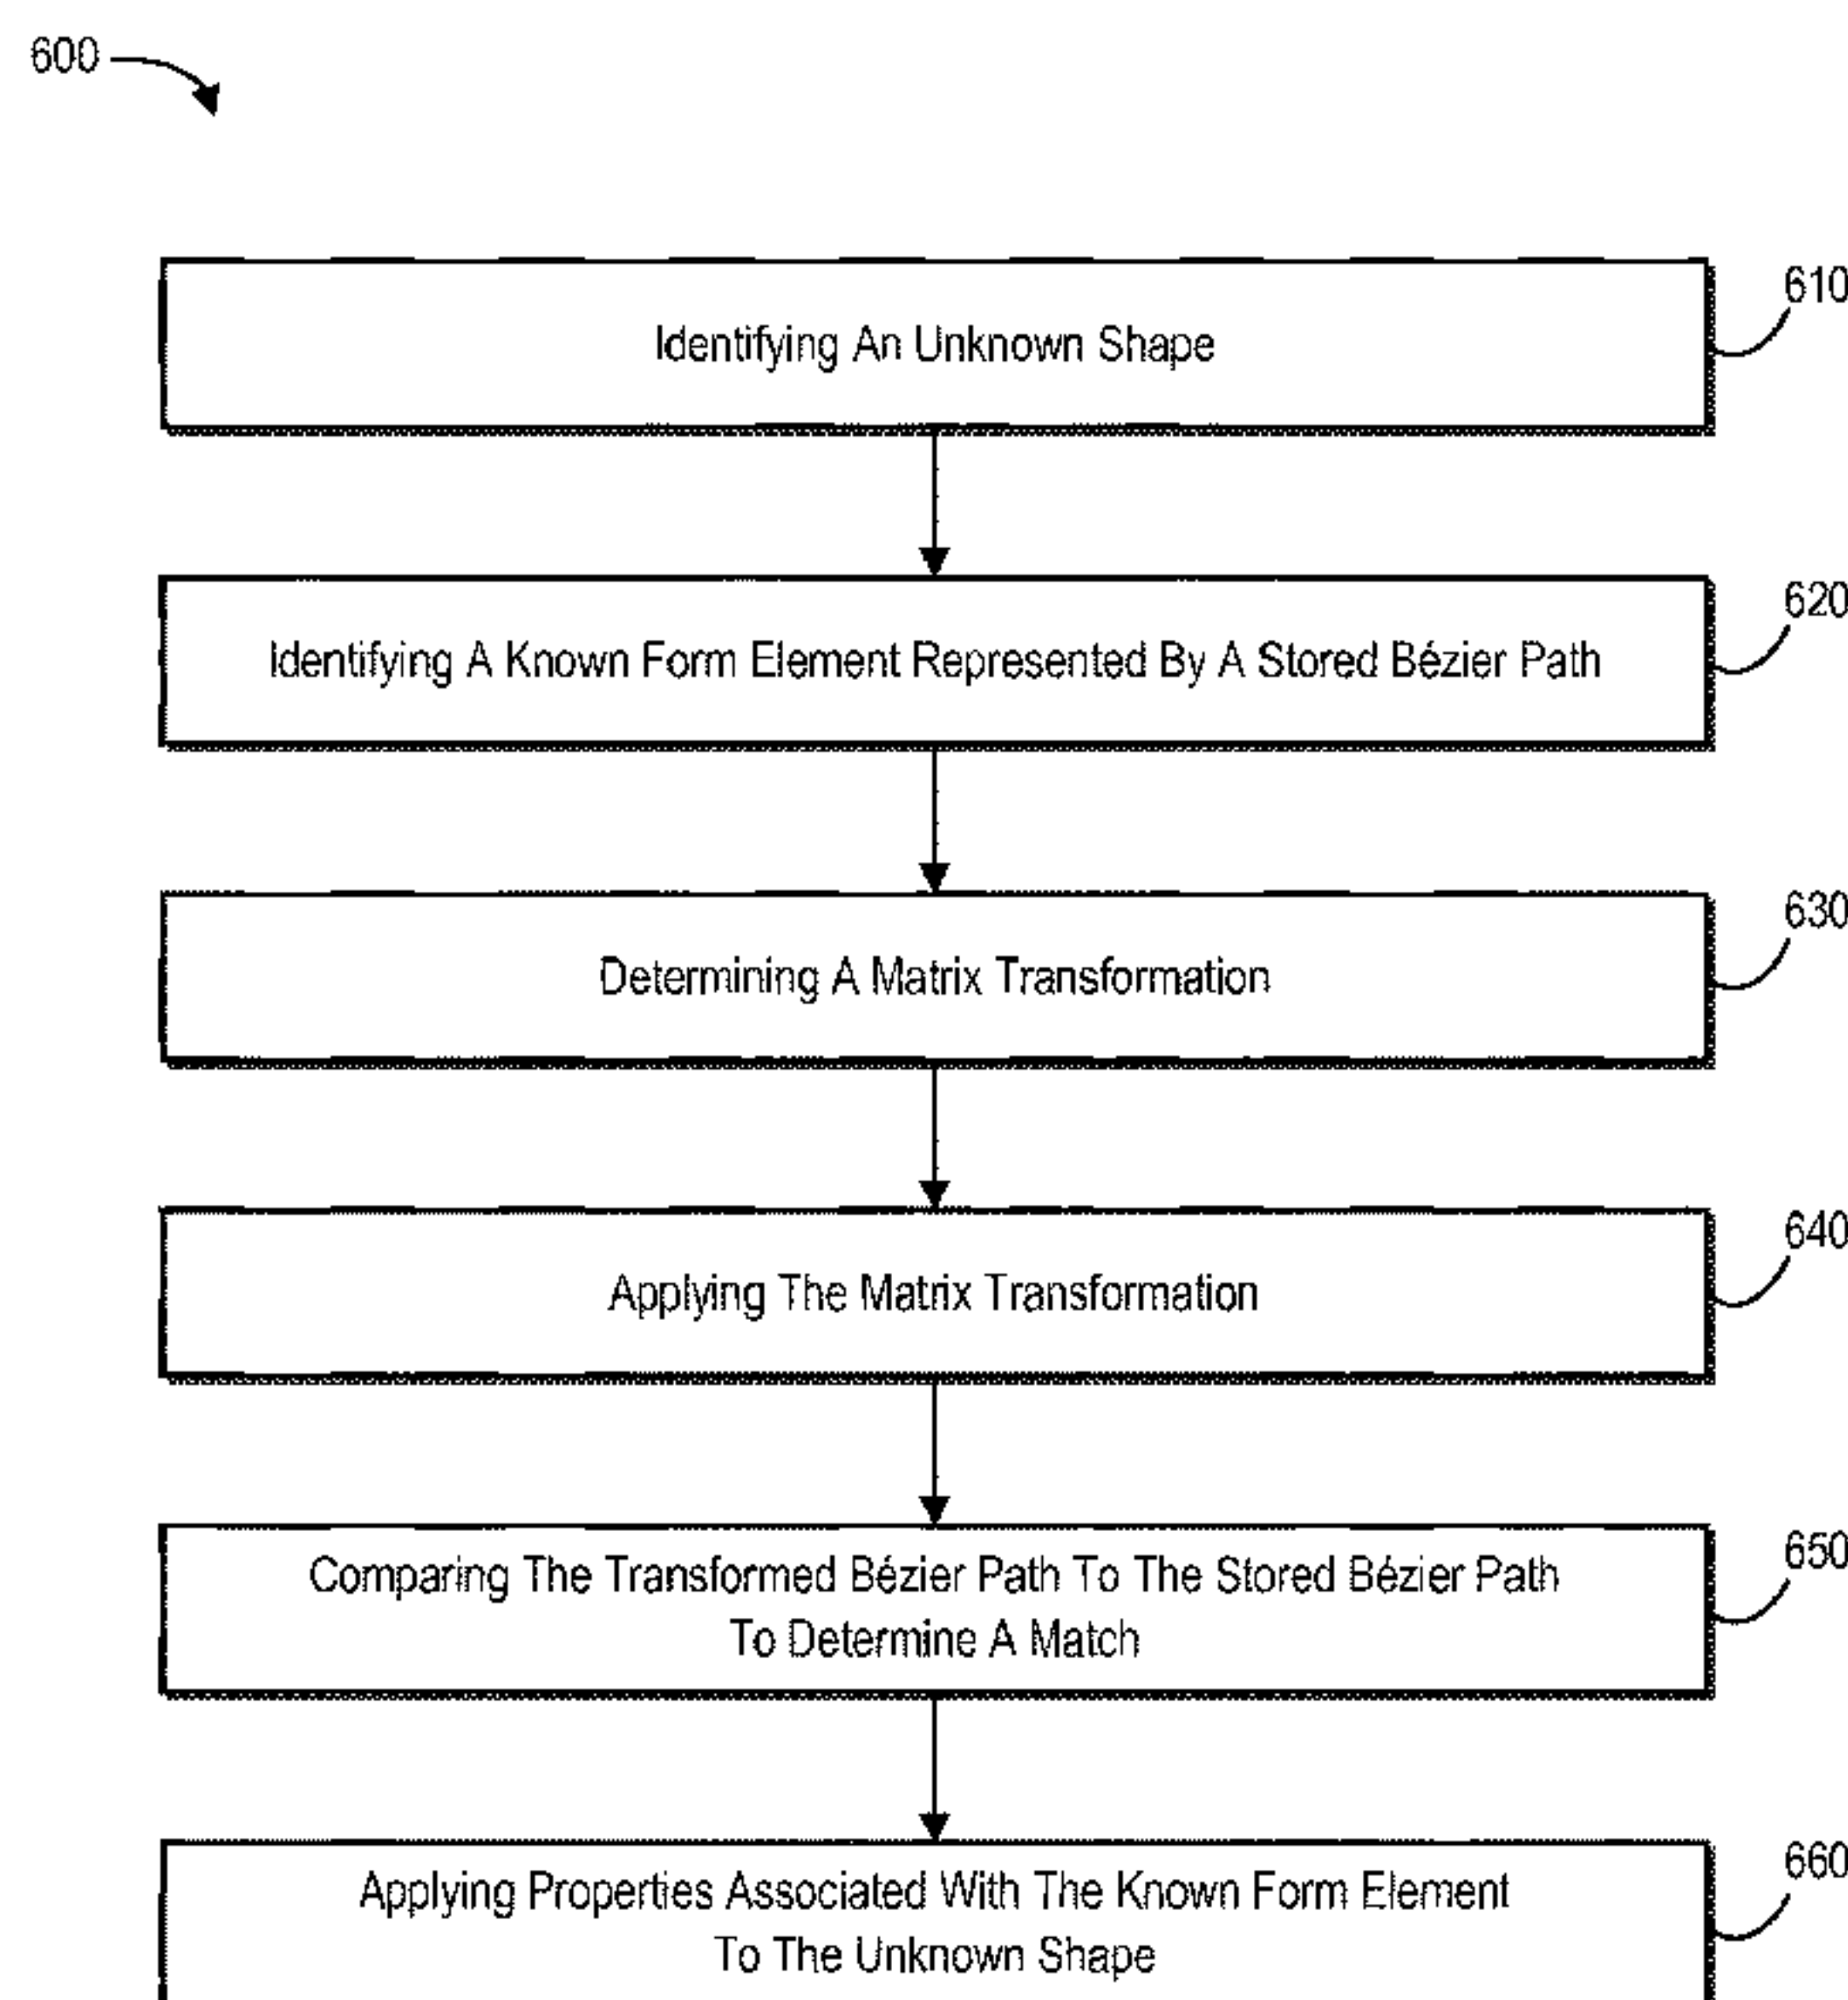 600
610
Identifying An Unknown Shape
620
Identifying A Known Form Element Represented By A Stored Bézier Path
630
Determining A Matrix Transformation
640
Applying The Matrix Transformation
650
Comparing The Transformed Bézier Path To The Stored Bézier Path
To Determine A Match
660
Applying Properties Associated With The Known Form Element
To The Unknown Shape